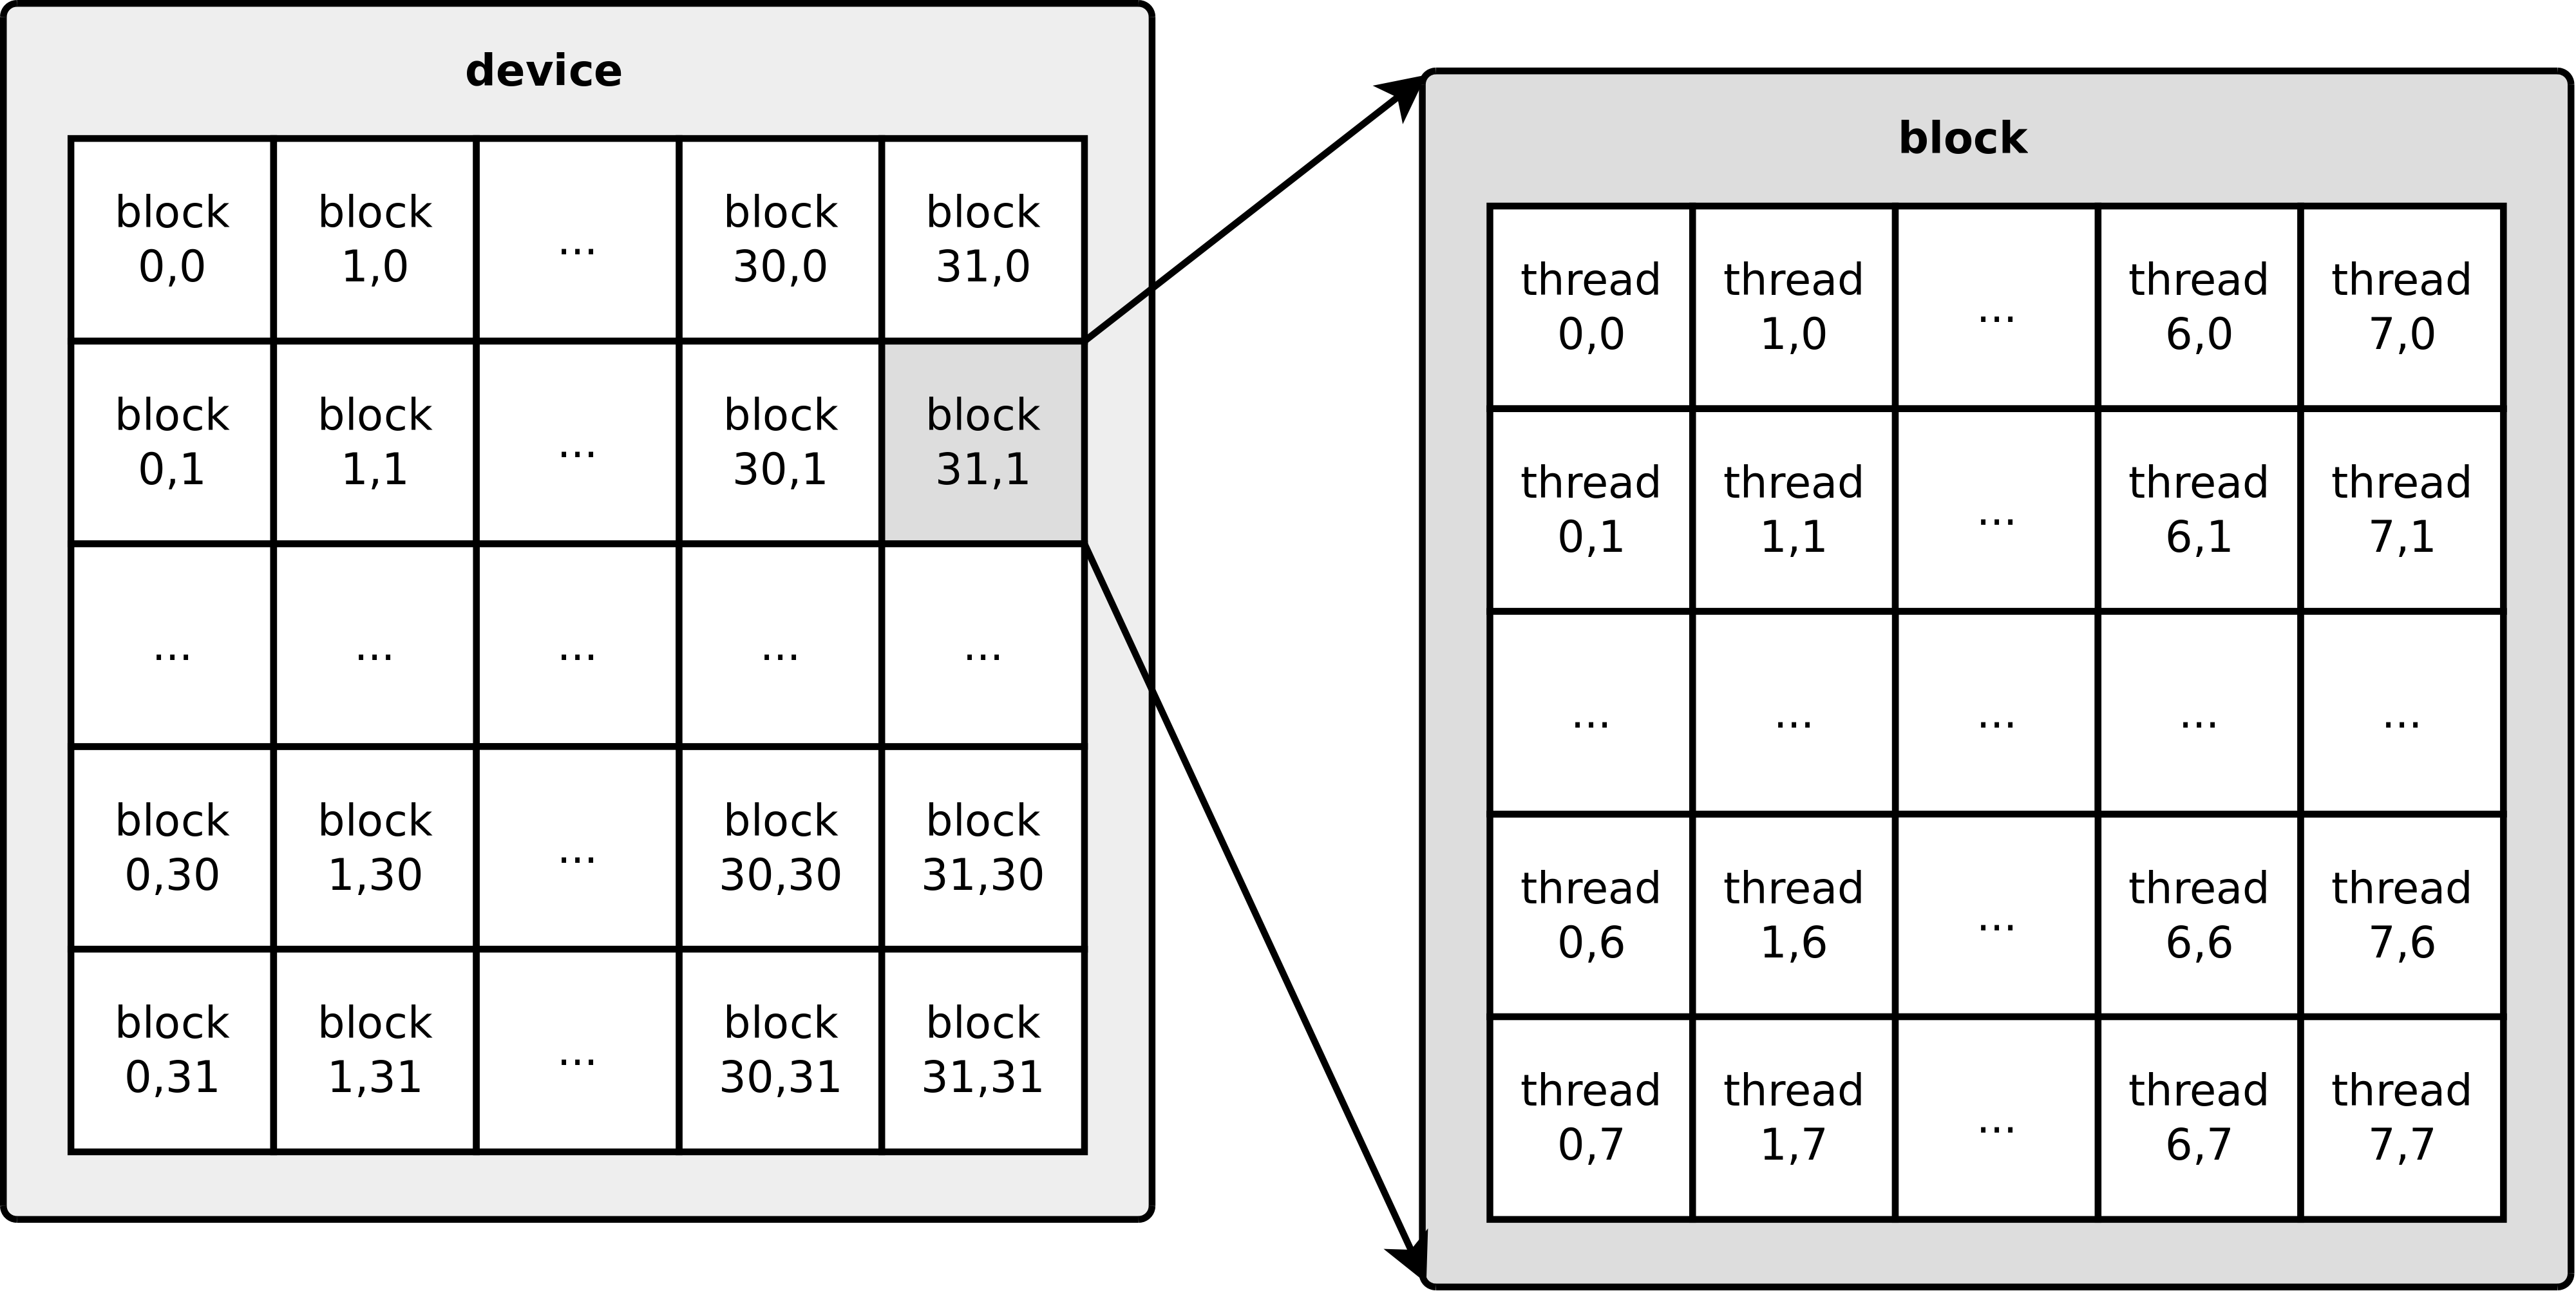 device
block block ... block block
0,0 1,0 30,0 31,0
block block ... block block
0,1 1,1 30,1 31,1
... ... ... ... ...
block block ... block block
0,30 1,30 30,30 31,30
block block ... block block
0,31 1,31 30,31 31,31
block
thread thread ... thread thread
0,0 1,0 6,0 7,0
thread thread ... thread thread
0,1 1,1 6,1 7,1
... ... ... ... ...
thread thread ... thread thread
0,6 1,6 6,6 7,6
thread thread ... thread thread
0,7 1,7 6,7 7,7